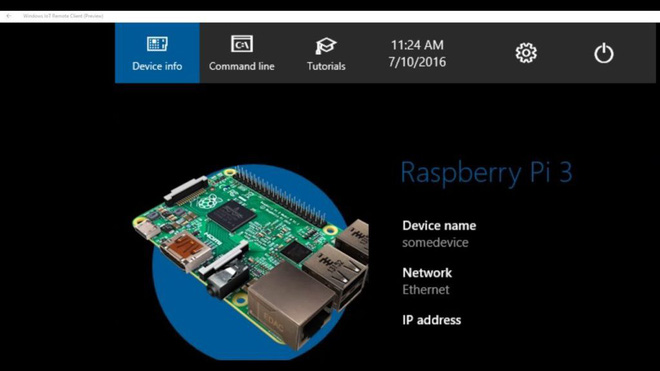 Windows IoT Remote Client (Preview)
C:\
Device info
Command line
Tutorials
11:24 AM
7/10/2016
Raspberry Pi 3
Device name
somedevice
Network
Ethernet
IP address
HDMI